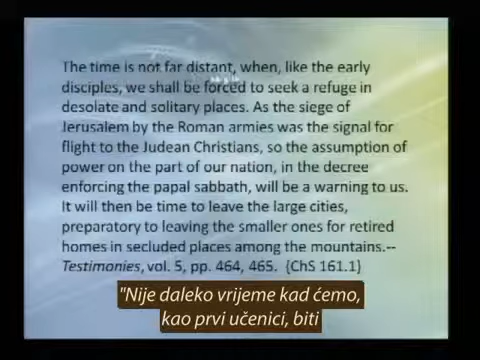 The time is not far distant, when, like the early
disciples, we shall be forced to seek a refuge in
desolate and solitary places. As the siege of
Jerusalem by the Roman armies was the signal for
flight to the Judean Christians, so the assumption of
power on the part of our nation, in the decree
enforcing the papal sabbath, will be a warning to us.
It will then be time to leave the large cities,
preparatory to leaving the smaller ones for retired
homes in secluded places among the mountains.--
Testimonies, vol. 5, pp. 464, 465. {ChS 161.1}
"Nije daleko vrijeme kad ćemo,
kao prvi učenici, biti